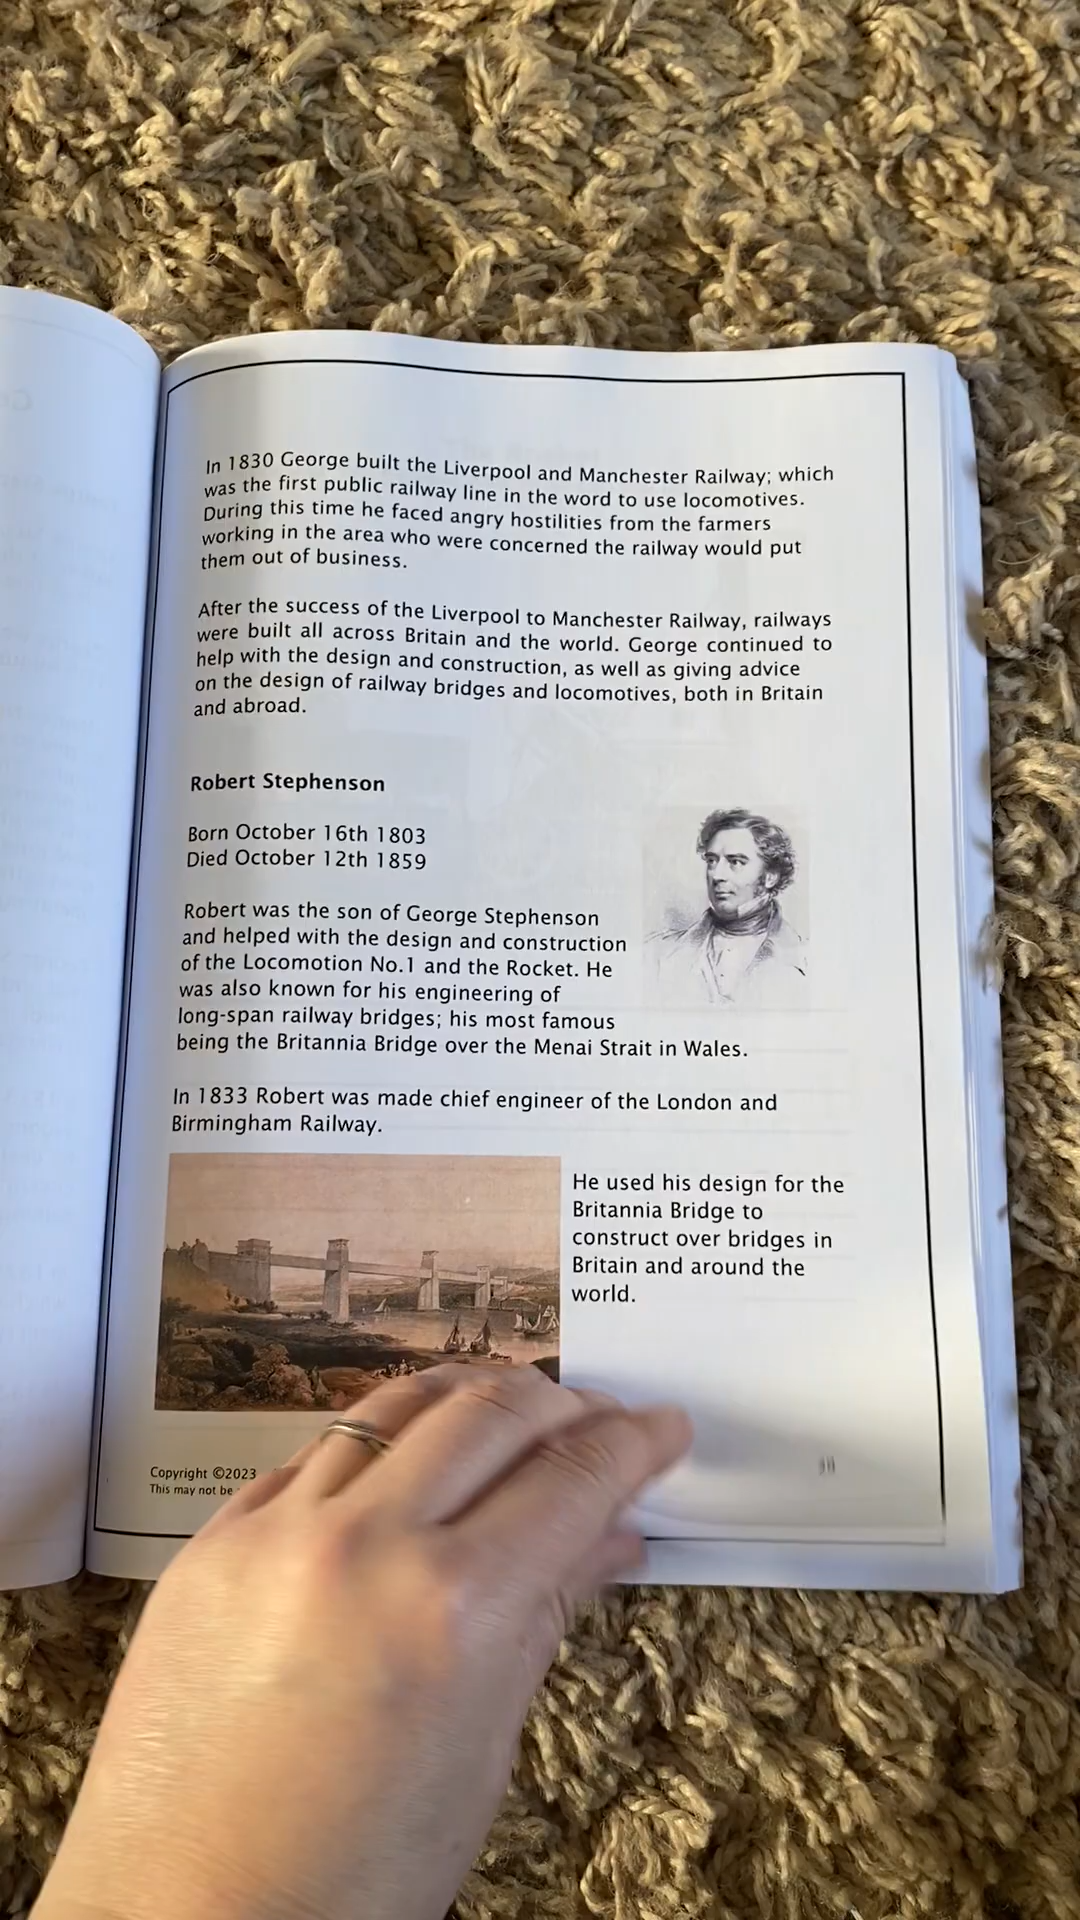 In 1830 George built the Liverpool and Manchester Railway; which
was the first public railway line in the word to use locomotives.
During this time he faced angry hostilities from the farmers
working in the area who were concerned the railway would put
them out of business.
After the success of the Liverpool to Manchester Railway, railways
were built all across Britain and the world. George continued to
help with the design and construction, as well as giving advice
on the design of railway bridges and locomotives, both in Britain
and abroad.
Robert Stephenson
Born October 16th 1803
Died October 12th 1859
Robert was the son of George Stephenson
and helped with the design and construction
of the Locomotion No.1 and the Rocket. He
was also known for his engineering of
long-span railway bridges; his most famous
being the Britannia Bridge over the Menai Strait in Wales.
In 1833 Robert was made chief engineer of the London and
Birmingham Railway.
He used his design for the
Britannia Bridge to
construct over bridges in
Britain and around the
world.
Copyright ©2023
This may not be